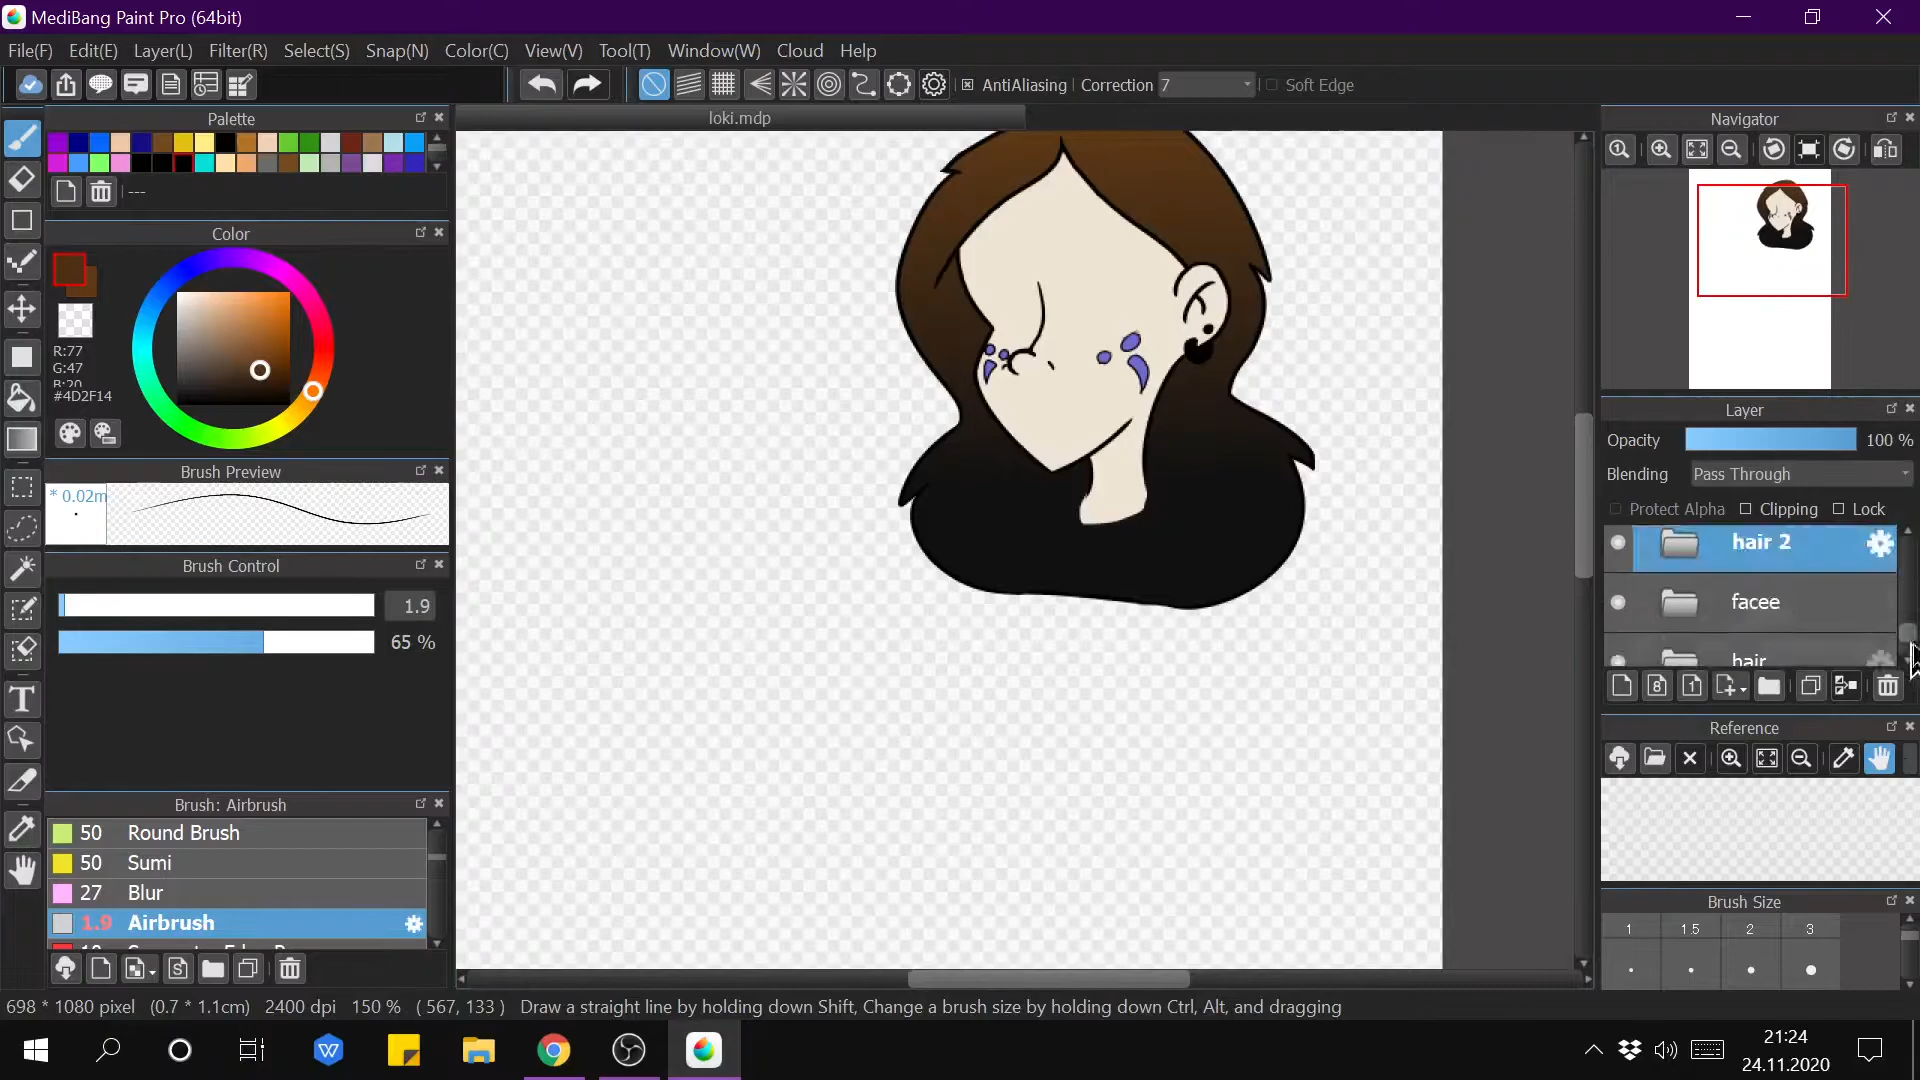 MediBang Paint Pro (64bit)
File(F) Edit(E) Layer(L) Filter(R) Select(S) Snap(N) Color(C) View(V) Tool(T) Window(W) Cloud Help
AntiAliasing Correction 7 Soft Edge
Palette
loki.mdp
Navigator
---
Color
R:77
G:47
B:20
#4D2F14
Layer
Opacity 100 %
Blending Pass Through
Protect Alpha Clipping Lock
hair 2
facee
hair
Brush Preview
* 0.02m
Brush Control
1.9
65 %
Reference
Brush: Airbrush
50 Round Brush
50 Sumi
27 Blur
1.9 Airbrush
Brush Size
1 1.5 2 3
698 * 1080 pixel (0.7 * 1.1cm) 2400 dpi 150 % ( 567, 133 ) Draw a straight line by holding down Shift, Change a brush size by holding down Ctrl, Alt, and dragging
21:24
24.11.2020